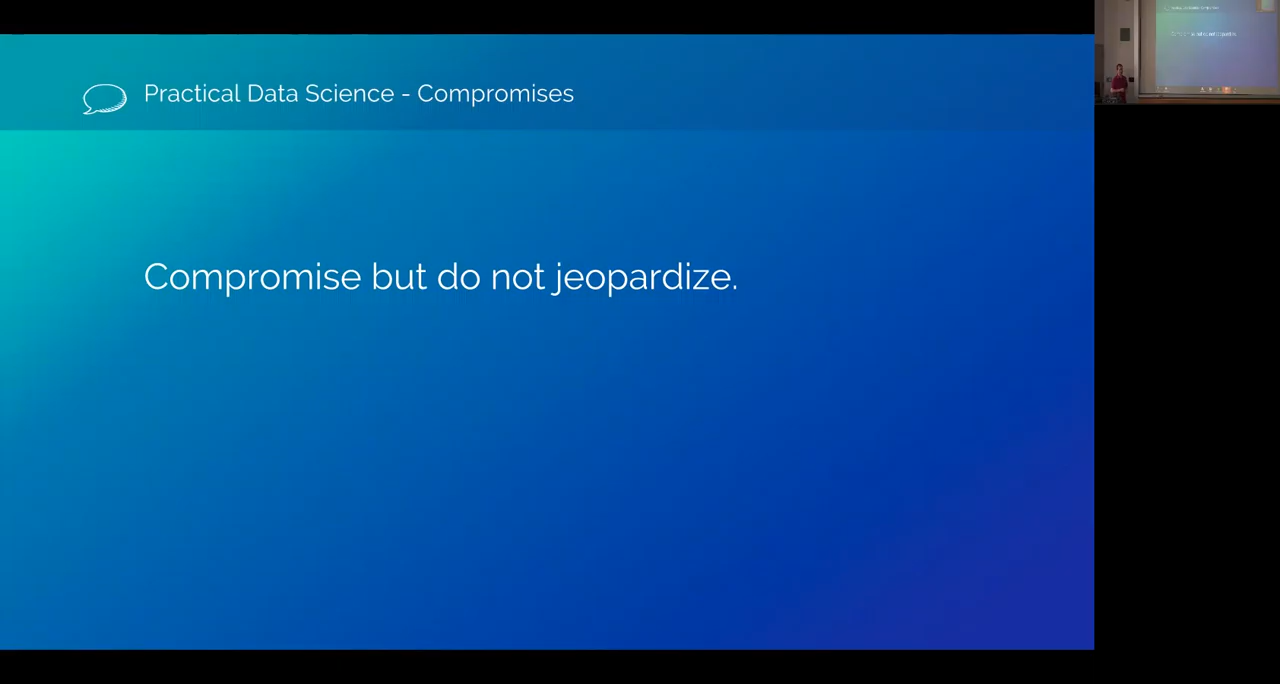 Practical Data Science - Compromises
Compromise but do not jeopardize.